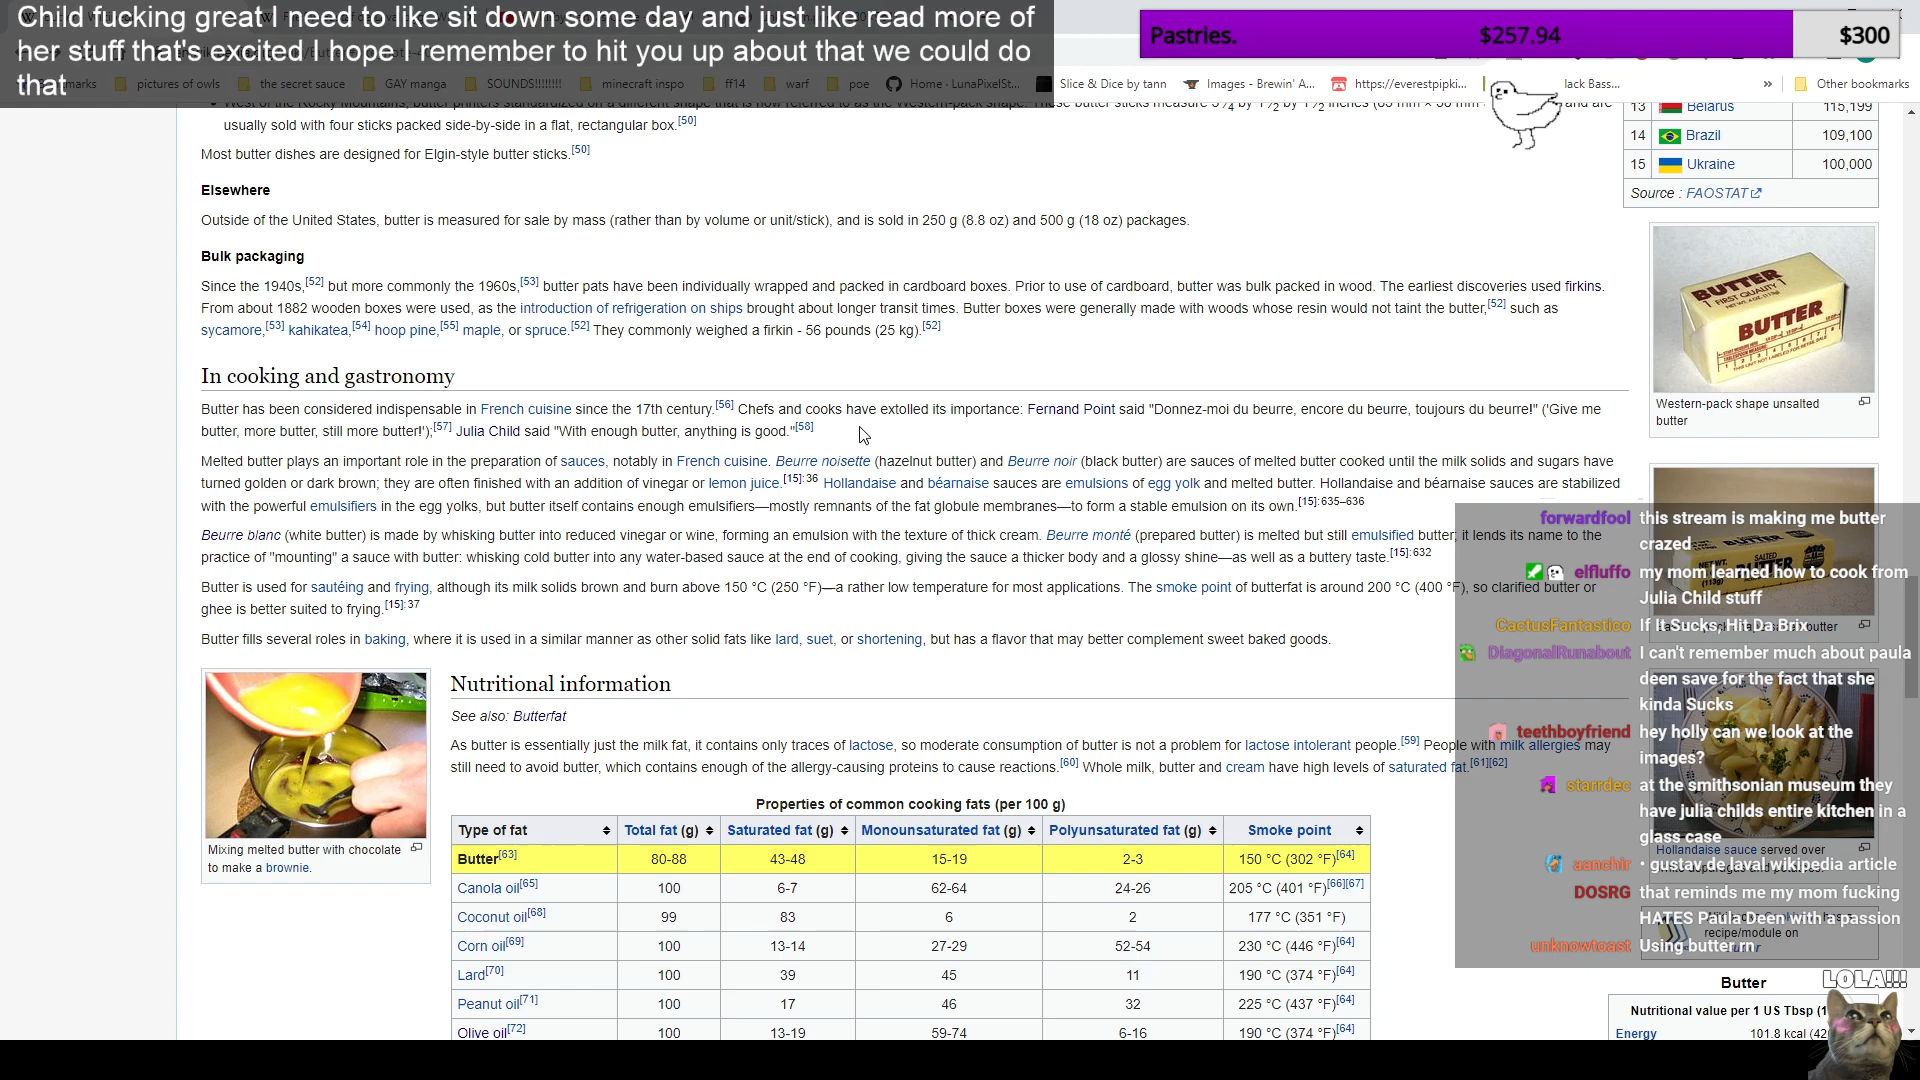 Child fucking great I need to like sit down some day and just like read more of
her stuff that's excited I hope I remember to hit you up about that we could do
that
Pastries. $257.94 $300
marks pictures of owls the secret sauce GAY manga SOUNDS!!!!!!!! minecraft inspo ff14 warf poe Home · LunaPixelSt... Slice & Dice by tann Images - Brewin' A... https://everestpipki... lack Bass... » Other bookmarks
usually sold with four sticks packed side-by-side in a flat, rectangular box.[50]
Most butter dishes are designed for Elgin-style butter sticks.[50]
Elsewhere
Outside of the United States, butter is measured for sale by mass (rather than by volume or unit/stick), and is sold in 250 g (8.8 oz) and 500 g (18 oz) packages.
Bulk packaging
Since the 1940s,[52] but more commonly the 1960s,[53] butter pats have been individually wrapped and packed in cardboard boxes. Prior to use of cardboard, butter was bulk packed in wood. The earliest discoveries used firkins.
From about 1882 wooden boxes were used, as the introduction of refrigeration on ships brought about longer transit times. Butter boxes were generally made with woods whose resin would not taint the butter,[52] such as
sycamore,[53] kahikatea,[54] hoop pine,[55] maple, or spruce.[52] They commonly weighed a firkin - 56 pounds (25 kg).[52]
In cooking and gastronomy
Butter has been considered indispensable in French cuisine since the 17th century.[56] Chefs and cooks have extolled its importance: Fernand Point said "Donnez-moi du beurre, encore du beurre, toujours du beurre!" ('Give me
butter, more butter, still more butter!');[57] Julia Child said "With enough butter, anything is good."[58]
Melted butter plays an important role in the preparation of sauces, notably in French cuisine. Beurre noisette (hazelnut butter) and Beurre noir (black butter) are sauces of melted butter cooked until the milk solids and sugars have
turned golden or dark brown; they are often finished with an addition of vinegar or lemon juice.[15]:36 Hollandaise and béarnaise sauces are emulsions of egg yolk and melted butter. Hollandaise and béarnaise sauces are stabilized
with the powerful emulsifiers in the egg yolks, but butter itself contains enough emulsifiers—mostly remnants of the fat globule membranes—to form a stable emulsion on its own.[15]:635–636
Beurre blanc (white butter) is made by whisking butter into reduced vinegar or wine, forming an emulsion with the texture of thick cream. Beurre monté (prepared butter) is melted but still emulsified butter; it lends its name to the
practice of "mounting" a sauce with butter: whisking cold butter into any water-based sauce at the end of cooking, giving the sauce a thicker body and a glossy shine—as well as a buttery taste.[15]:632
Butter is used for sautéing and frying, although its milk solids brown and burn above 150 °C (250 °F)—a rather low temperature for most applications. The smoke point of butterfat is around 200 °C (400 °F), so clarified butter or
ghee is better suited to frying.[15]:37
Butter fills several roles in baking, where it is used in a similar manner as other solid fats like lard, suet, or shortening, but has a flavor that may better complement sweet baked goods.
Mixing melted butter with chocolate
to make a brownie.
Nutritional information
See also: Butterfat
As butter is essentially just the milk fat, it contains only traces of lactose, so moderate consumption of butter is not a problem for lactose intolerant people.[59] People with milk allergies may
still need to avoid butter, which contains enough of the allergy-causing proteins to cause reactions.[60] Whole milk, butter and cream have high levels of saturated fat.[61][62]
Properties of common cooking fats (per 100 g)
Type of fat Total fat (g) Saturated fat (g) Monounsaturated fat (g) Polyunsaturated fat (g) Smoke point
Butter[63] 80-88 43-48 15-19 2-3 150 °C (302 °F)[64]
Canola oil[65] 100 6-7 62-64 24-26 205 °C (401 °F)[66][67]
Coconut oil[68] 99 83 6 2 177 °C (351 °F)
Corn oil[69] 100 13-14 27-29 52-54 230 °C (446 °F)[64]
Lard[70] 100 39 45 11 190 °C (374 °F)[64]
Peanut oil[71] 100 17 46 32 225 °C (437 °F)[64]
Olive oil[72] 100 13-19 59-74 6-16 190 °C (374 °F)[64]
13 Belarus 115,199
14 Brazil 109,100
15 Ukraine 100,000
Source : FAOSTAT
BUTTER
FIRST QUALITY
BUTTER
Western-pack shape unsalted
butter
forwardfool this stream is making me butter
crazed
elfluffo my mom learned how to cook from
Julia Child stuff
CactusFantastico If It Sucks, Hit Da Brix
DiagonalRunabout I can't remember much about paula
deen save for the fact that she
kinda Sucks
teethboyfriend hey holly can we look at the
images?
starrdec at the smithsonian museum they
have julia childs entire kitchen in a
glass case
Hollandaise sauce served over
aanchir • gustav de laval wikipedia article
DOSRG that reminds me my mom fucking
HATES Paula Deen with a passion
recipe/module on
unknowtoast Using butter rn
Butter
LOLA!!!
Nutritional value per 1 US Tbsp (1
Energy 101.8 kcal (42